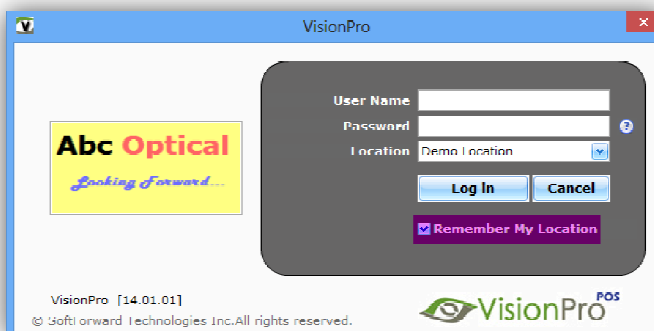 VisionPro
User Name
Password
Location Demo Location
Log in Cancel
Remember My Location
Abc Optical
Looking Forward...
VisionPro [14.01.01]
© SoftForward Technologies Inc.All rights reserved.
VisionPro POS